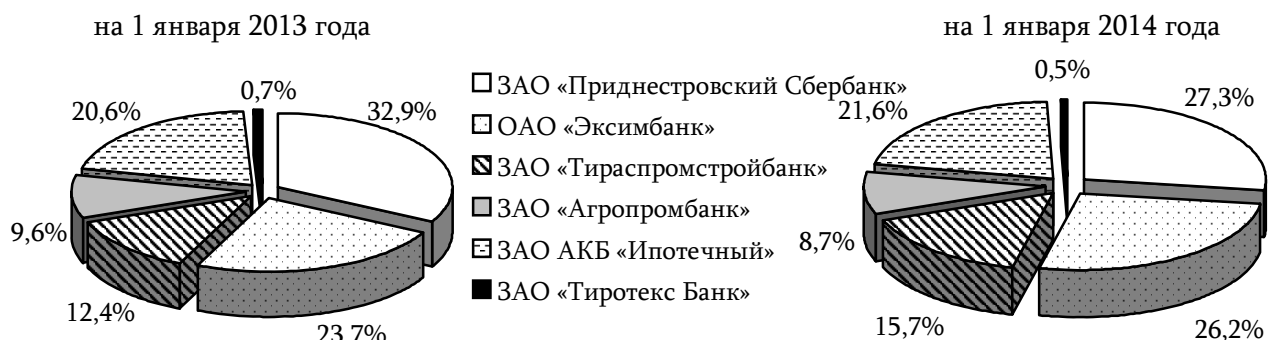 на 1 января 2013 года
на 1 января 2014 года
0,7%
20,6%
32,9%
9,6%
12,4%
23,7%
ЗАО «Приднестровский Сбербанк»
ОАО «Эксимбанк»
ЗАО «Тираспромстройбанк»
ЗАО «Агропромбанк»
ЗАО АКБ «Ипотечный»
ЗАО «Тиротекс Банк»
0,5%
21,6%
27,3%
8,7%
15,7%
26,2%